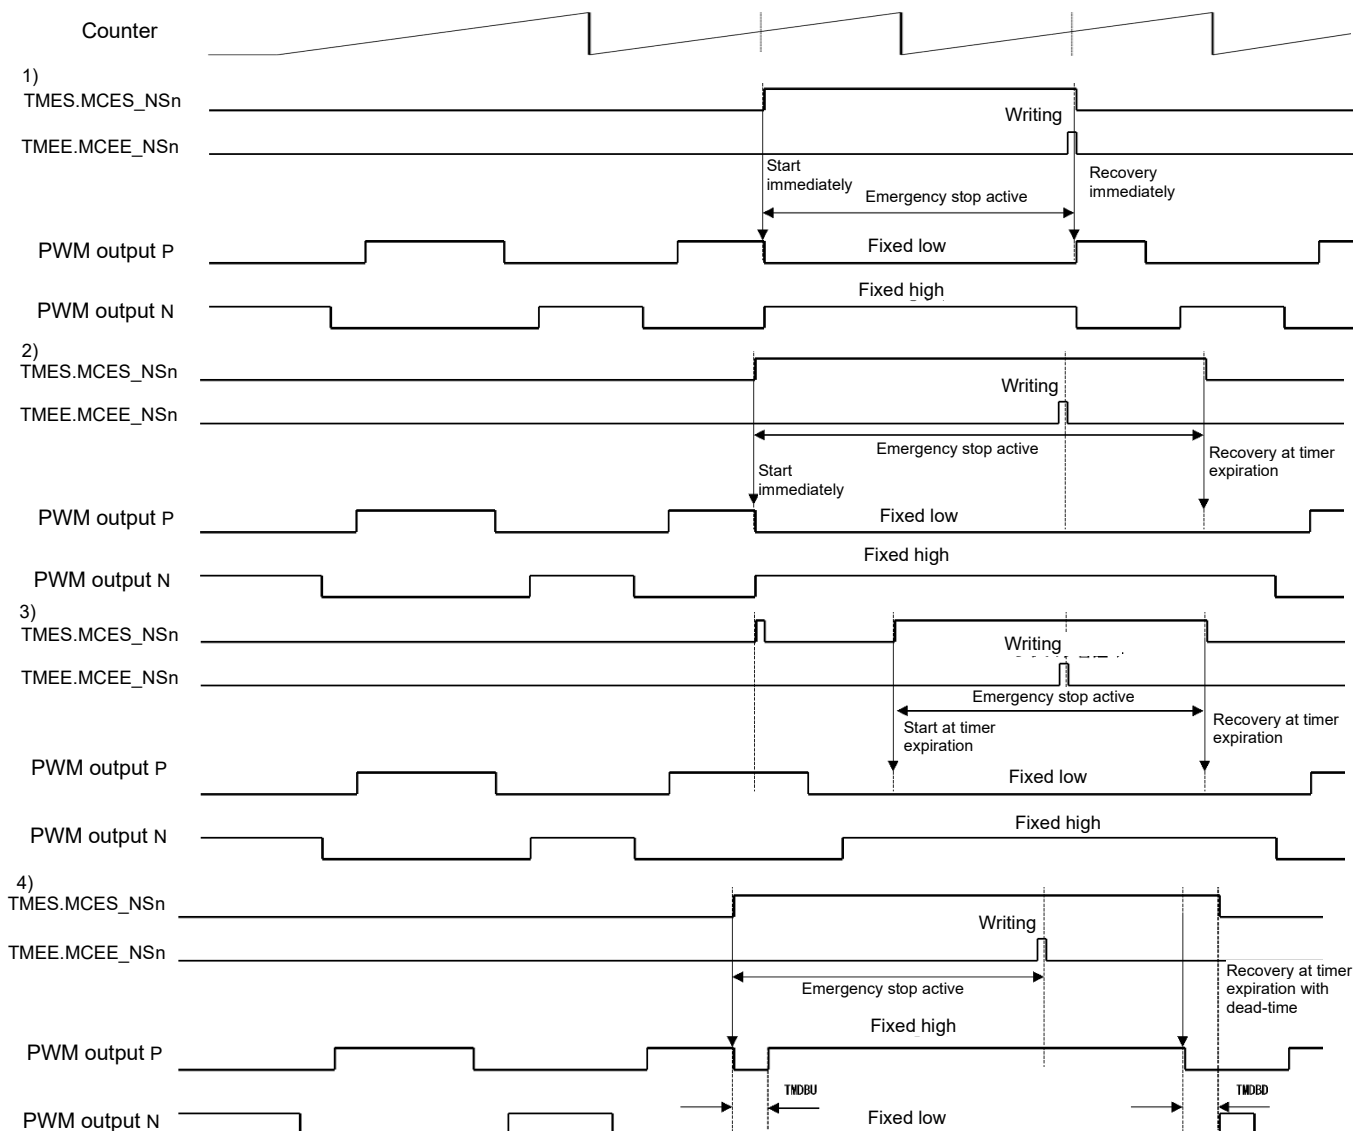 Counter
1)
TMES.MCES_NSn
Writing
TMEE.MCEE_NSn
Start
immediately
Recovery
immediately
Emergency stop active
PWM output P
Fixed low
Fixed high
PWM output N
2)
TMES.MCES_NSn
Writing
TMEE.MCEE_NSn
Emergency stop active
Recovery at timer
expiration
Start
immediately
PWM output P
Fixed low
Fixed high
PWM output N
3)
TMES.MCES_NSn
Writing
TMEE.MCEE_NSn
Emergency stop active
Start at timer
expiration
Recovery at timer
expiration
PWM output P
Fixed low
Fixed high
PWM output N
4)
TMES.MCES_NSn
Writing
TMEE.MCEE_NSn
Recovery at timer
expiration with
dead-time
Emergency stop active
Fixed high
PWM output P
TMDBU
TMDBD
Fixed low
PWM output N